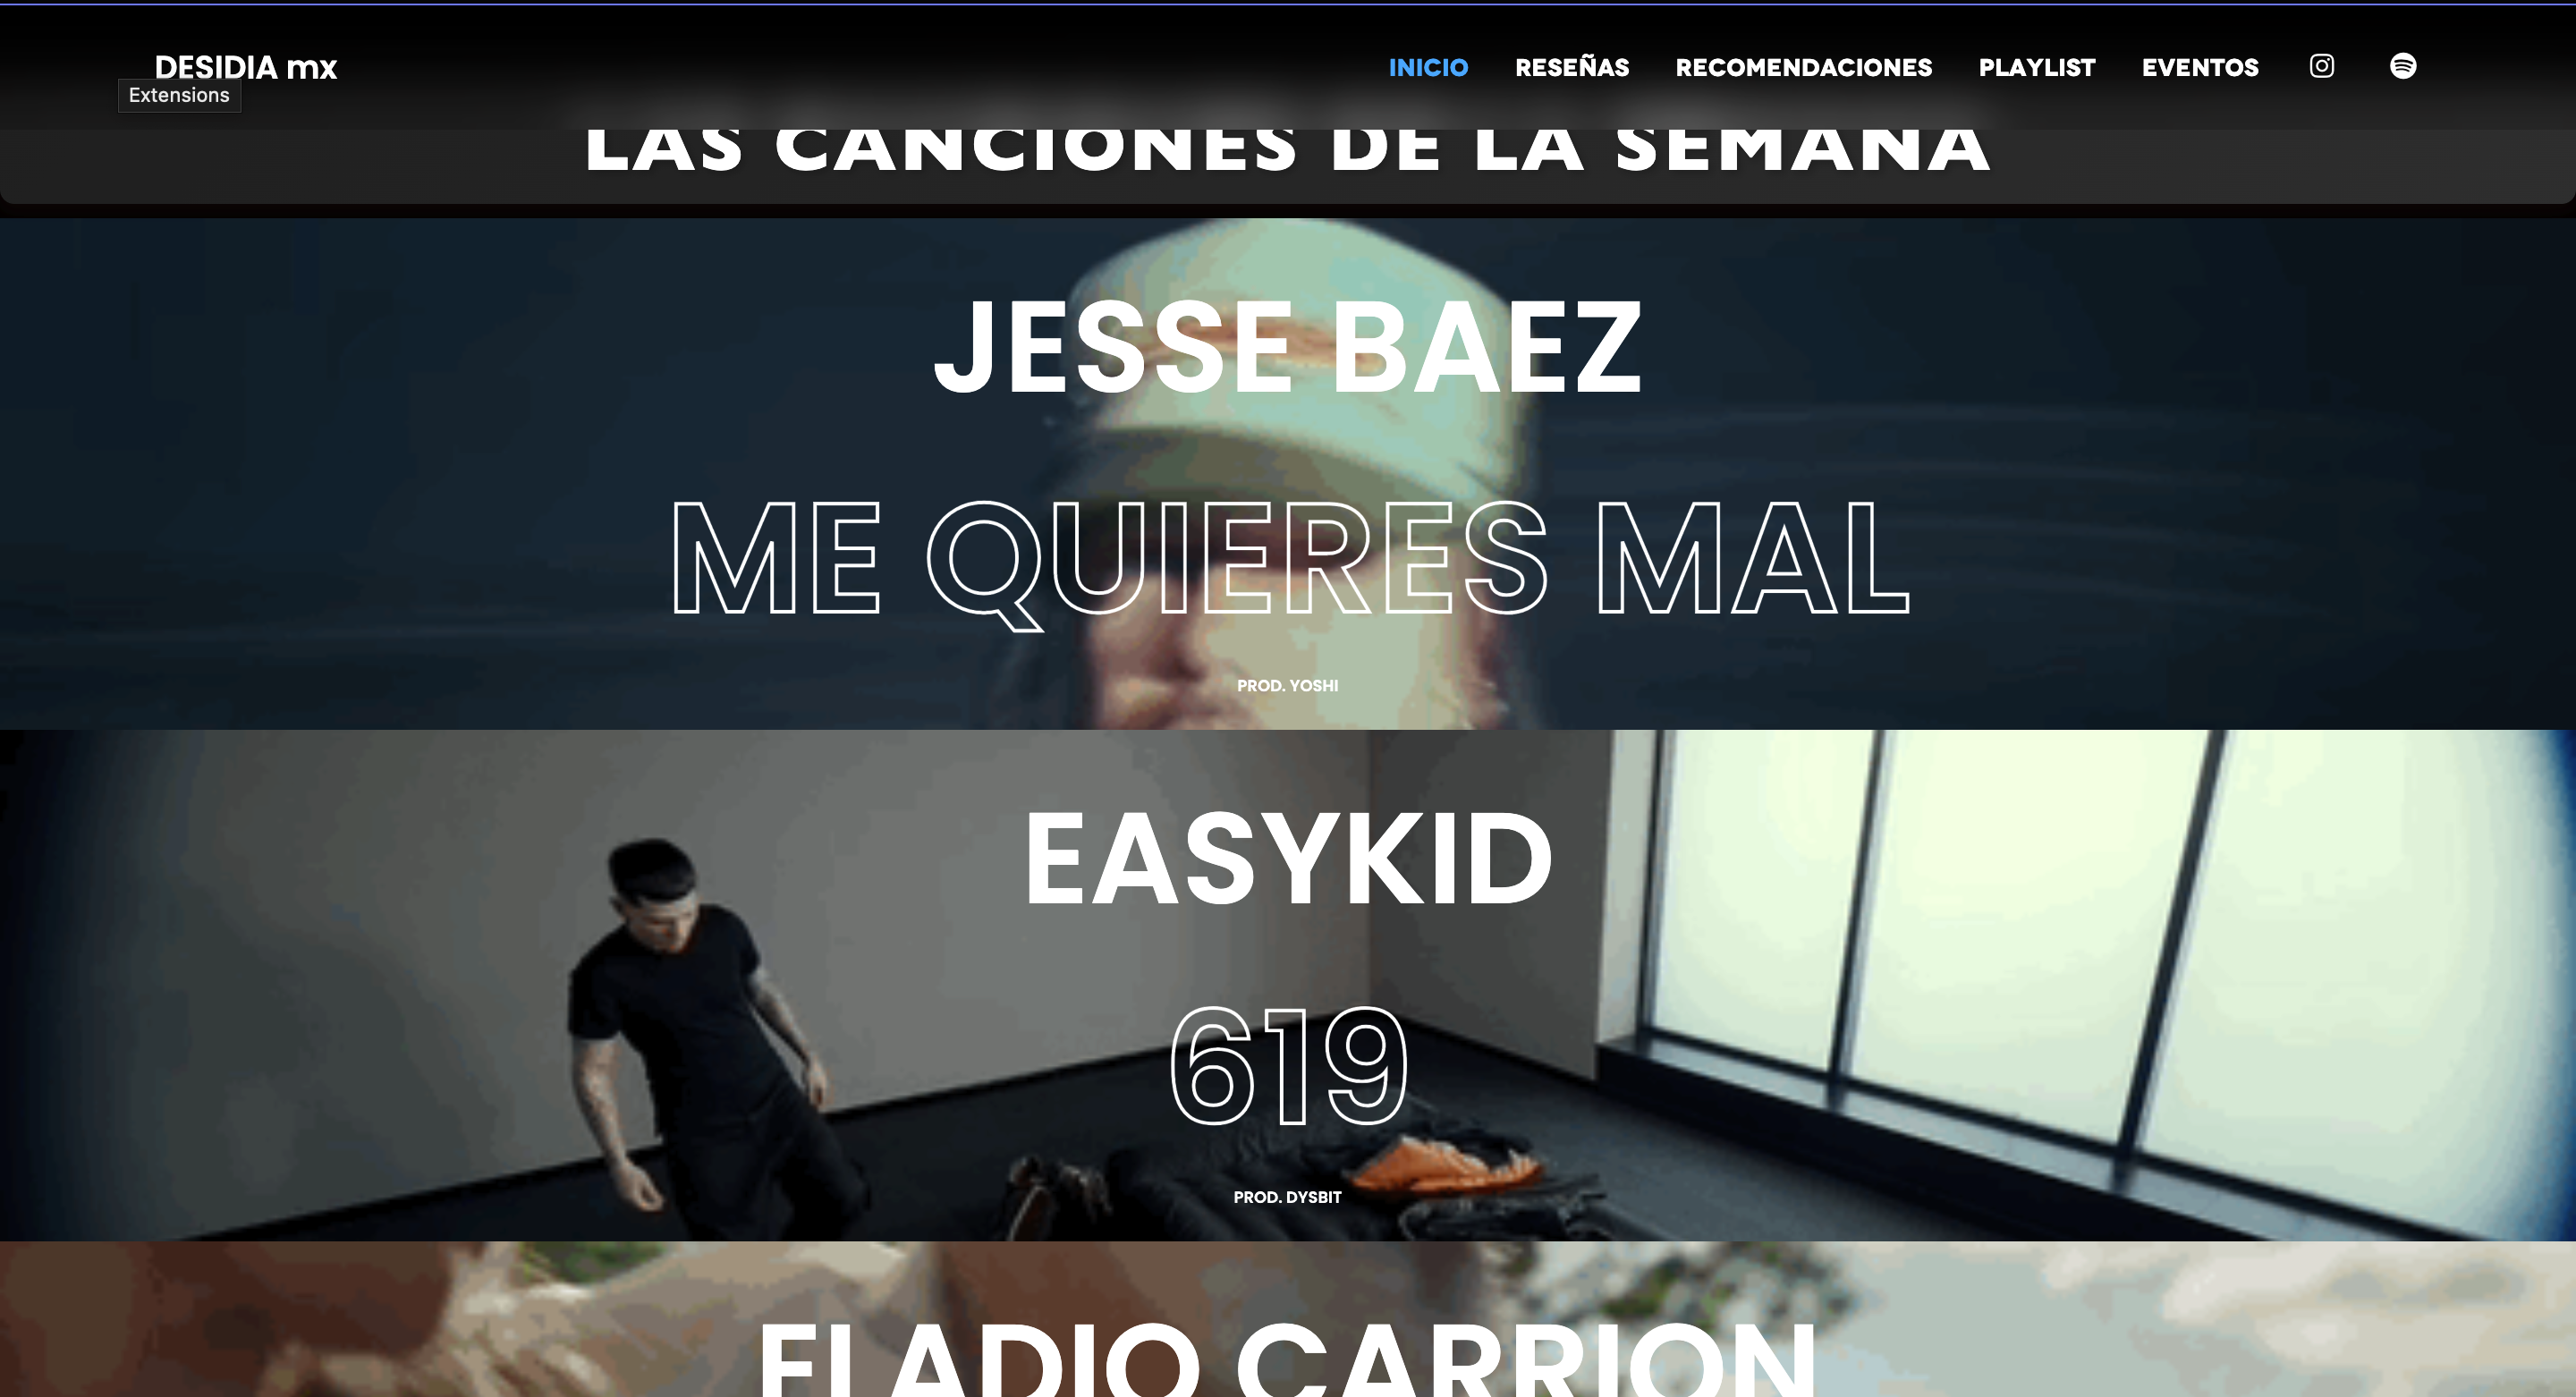 DESIDIA mx
Extensions
INICIO RESEÑAS RECOMENDACIONES PLAYLIST EVENTOS
LAS CANCIONES DE LA SEMANA
JESSE BAEZ
ME QUIERES MAL
PROD. YOSHI
EASYKID
619
PROD. DYSBIT
ELADIO CARRION